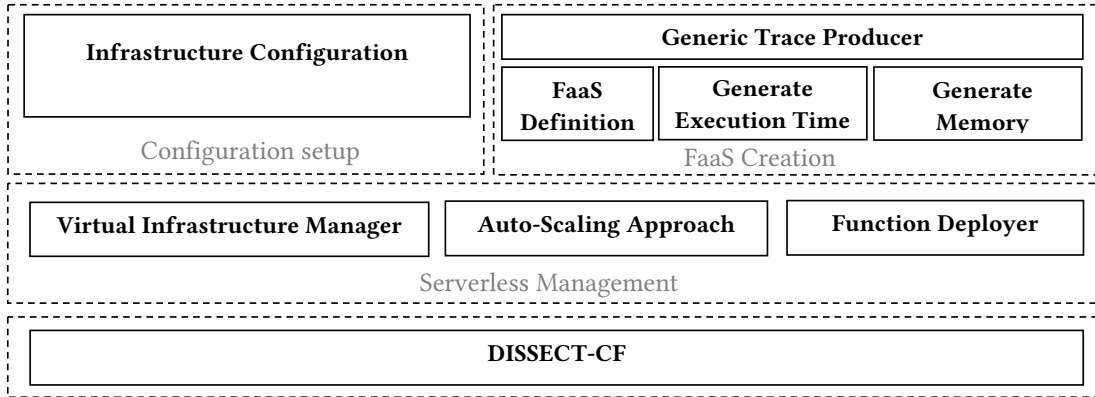 Infrastructure Configuration
Configuration setup
Generic Trace Producer
FaaS
Definition
Generate
Execution Time
Generate
Memory
FaaS Creation
Virtual Infrastructure Manager
Auto-Scaling Approach
Function Deployer
Serverless Management
DISSECT-CF